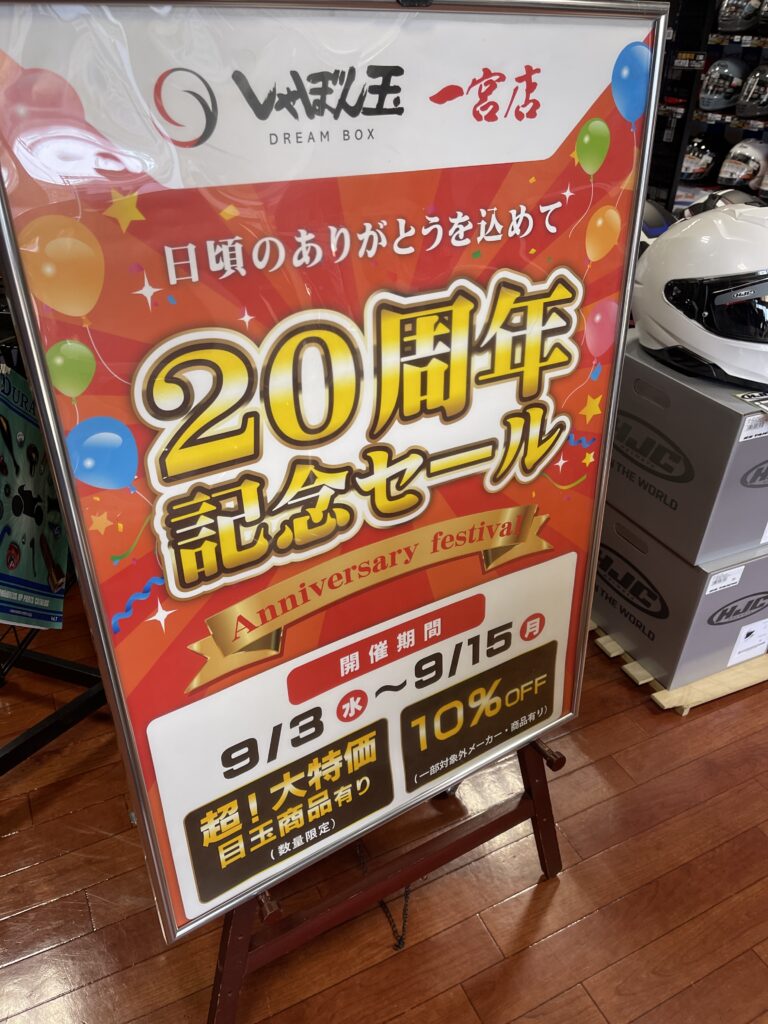 しゃぼん玉 一宮店
DREAM BOX
日頃のありがとうを込めて
20周年
記念セール
Anniversary festival
開催期間
9/3 水 ~ 9/15 月
超!大特価
目玉商品有り
(数量限定)
10%OFF
(一部対象外メーカー・商品有り)
HJC
HJC
THE WORLD
HJC
HJC
THE WORLD
HJC
DURA